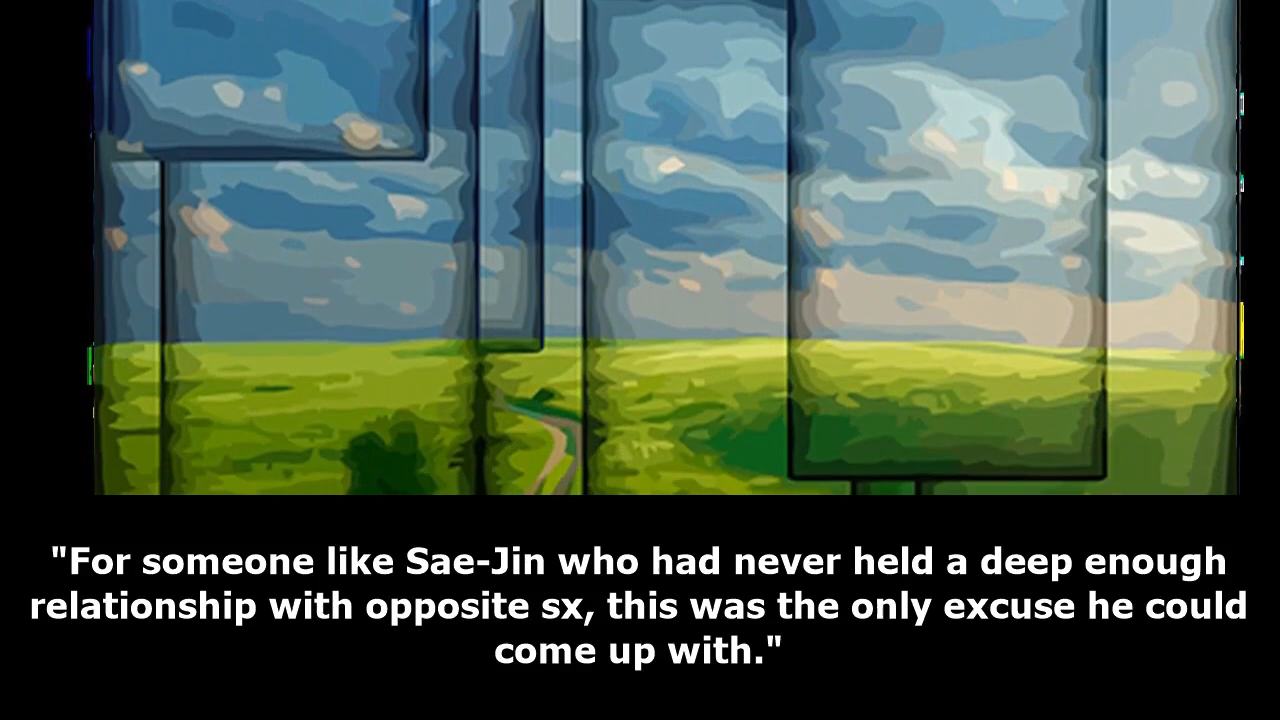 "For someone like Sae-Jin who had never held a deep enough
relationship with opposite sx, this was the only excuse he could
come up with."